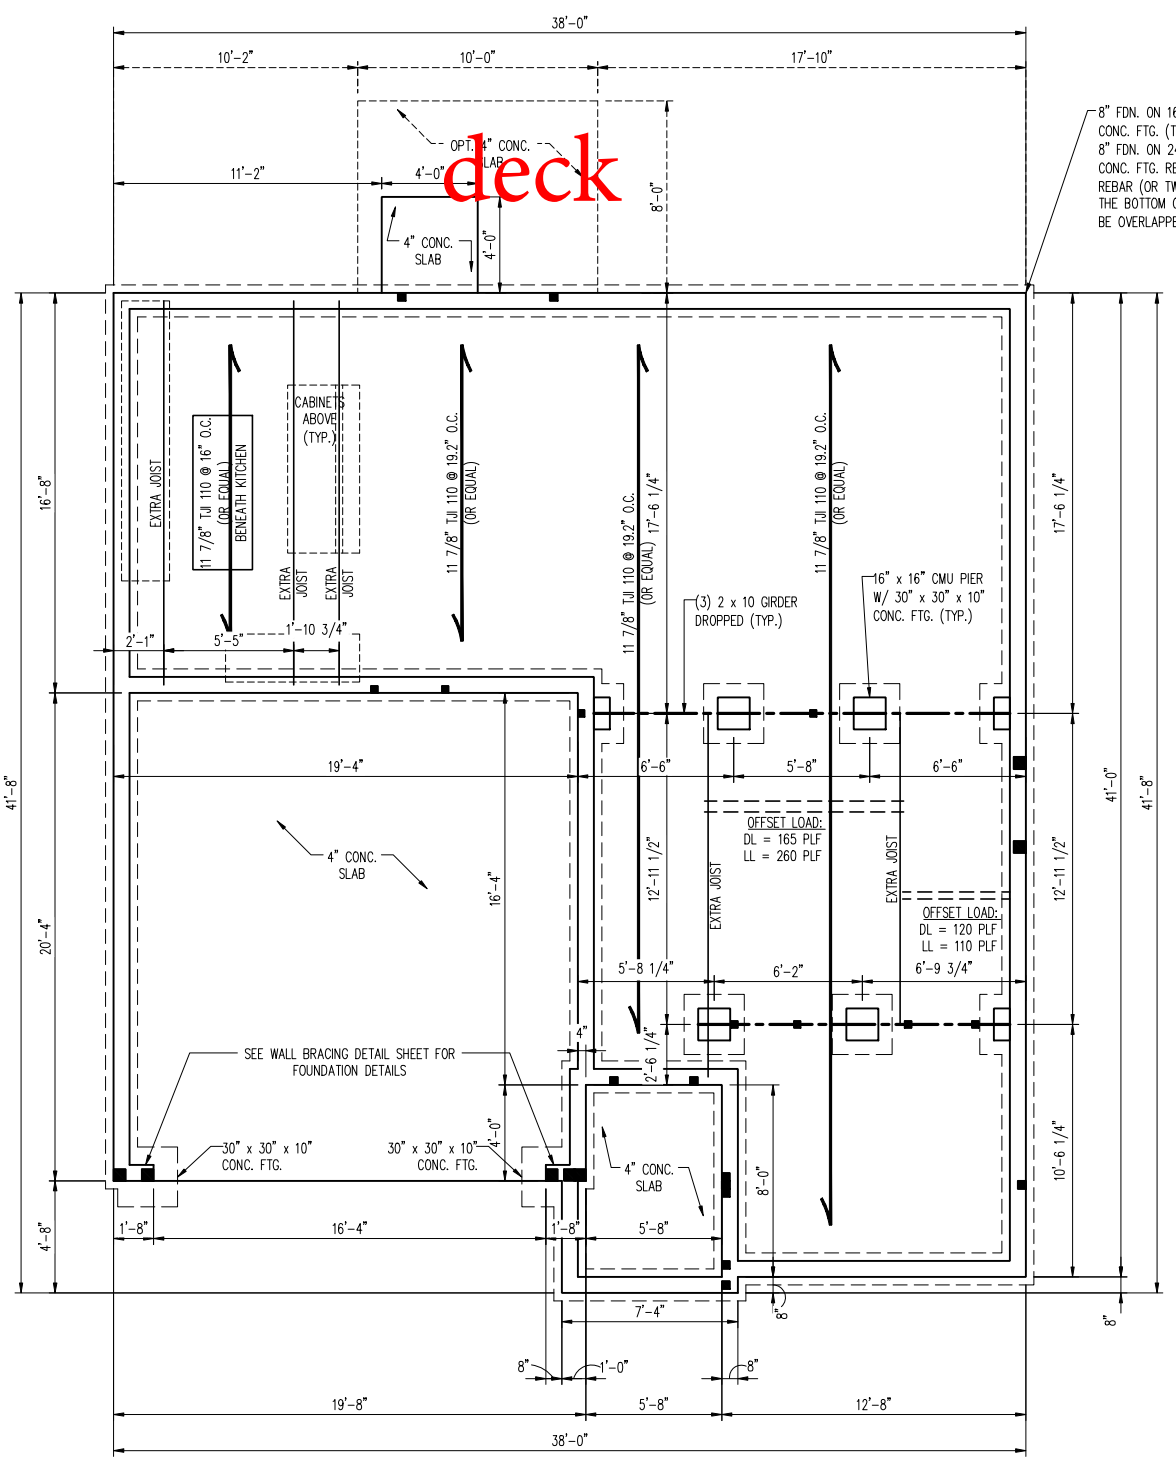 38'-0"
10'-2"
10'-0"
17'-10"
8" FDN. ON 16
CONC. FTG. (T
8" FDN. ON 24
CONC. FTG. RE
REBAR (OR TW
THE BOTTOM O
BE OVERLAPPE
OPT. 4" CONC.
SLAB
deck
11'-2"
4'-0"
8'-0"
4'-0"
4" CONC.
SLAB
16'-8"
EXTRA JOIST
11 7/8" TJI 110 @ 16" O.C.
(OR EQUAL)
BENEATH KITCHEN
CABINETS
ABOVE
(TYP.)
EXTRA
JOIST
EXTRA
JOIST
11 7/8" TJI 110 @ 19.2" O.C.
(OR EQUAL)
11 7/8" TJI 110 @ 19.2" O.C.
(OR EQUAL)
17'-6 1/4"
11 7/8" TJI 110 @ 19.2" O.C.
(OR EQUAL)
17'-6 1/4"
16" x 16" CMU PIER
W/ 30" x 30" x 10"
CONC. FTG. (TYP.)
(3) 2 x 10 GIRDER
DROPPED (TYP.)
2'-1"
5'-5"
1'-10 3/4"
19'-4"
6'-6"
5'-8"
6'-6"
41'-8"
41'-0"
41'-8"
OFFSET LOAD:
DL = 165 PLF
LL = 260 PLF
4" CONC.
SLAB
16'-4"
12'-11 1/2"
EXTRA JOIST
EXTRA JOIST
12'-11 1/2"
OFFSET LOAD:
DL = 120 PLF
LL = 110 PLF
20'-4"
5'-8 1/4"
6'-2"
6'-9 3/4"
4"
2'-6 1/4"
SEE WALL BRACING DETAIL SHEET FOR
FOUNDATION DETAILS
4'-0"
30" x 30" x 10"
CONC. FTG.
30" x 30" x 10"
CONC. FTG.
4" CONC.
SLAB
8'-0"
10'-6 1/4"
4'-8"
1'-8"
16'-4"
1'-8"
5'-8"
7'-4"
8"
8"
8"
1'-0"
8"
19'-8"
5'-8"
12'-8"
38'-0"